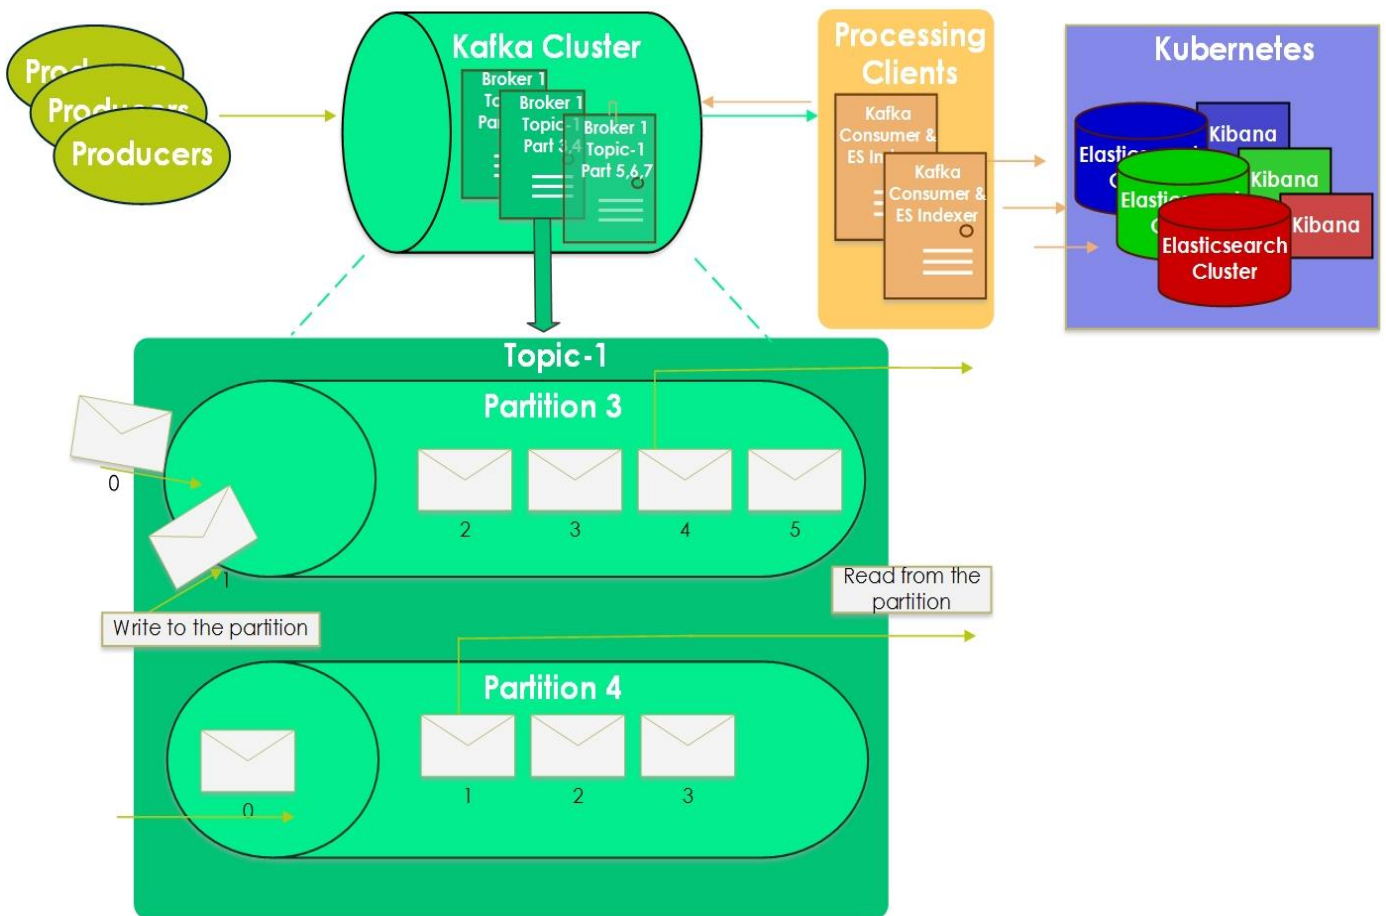 Producers
Producers
Producers
Kafka Cluster
Broker 1
Broker 1
Topic-1
Part 3,4
Broker 1
Topic-1
Part 5,6,7
Processing
Clients
Kafka
Consumer &
Kafka
Consumer &
ES Indexer
Kubernetes
Kibana
Kibana
Kibana
Elasticsearch
Cluster
Topic-1
Partition 3
0
1
2
3
4
5
Read from the
partition
Write to the partition
Partition 4
0
1
2
3